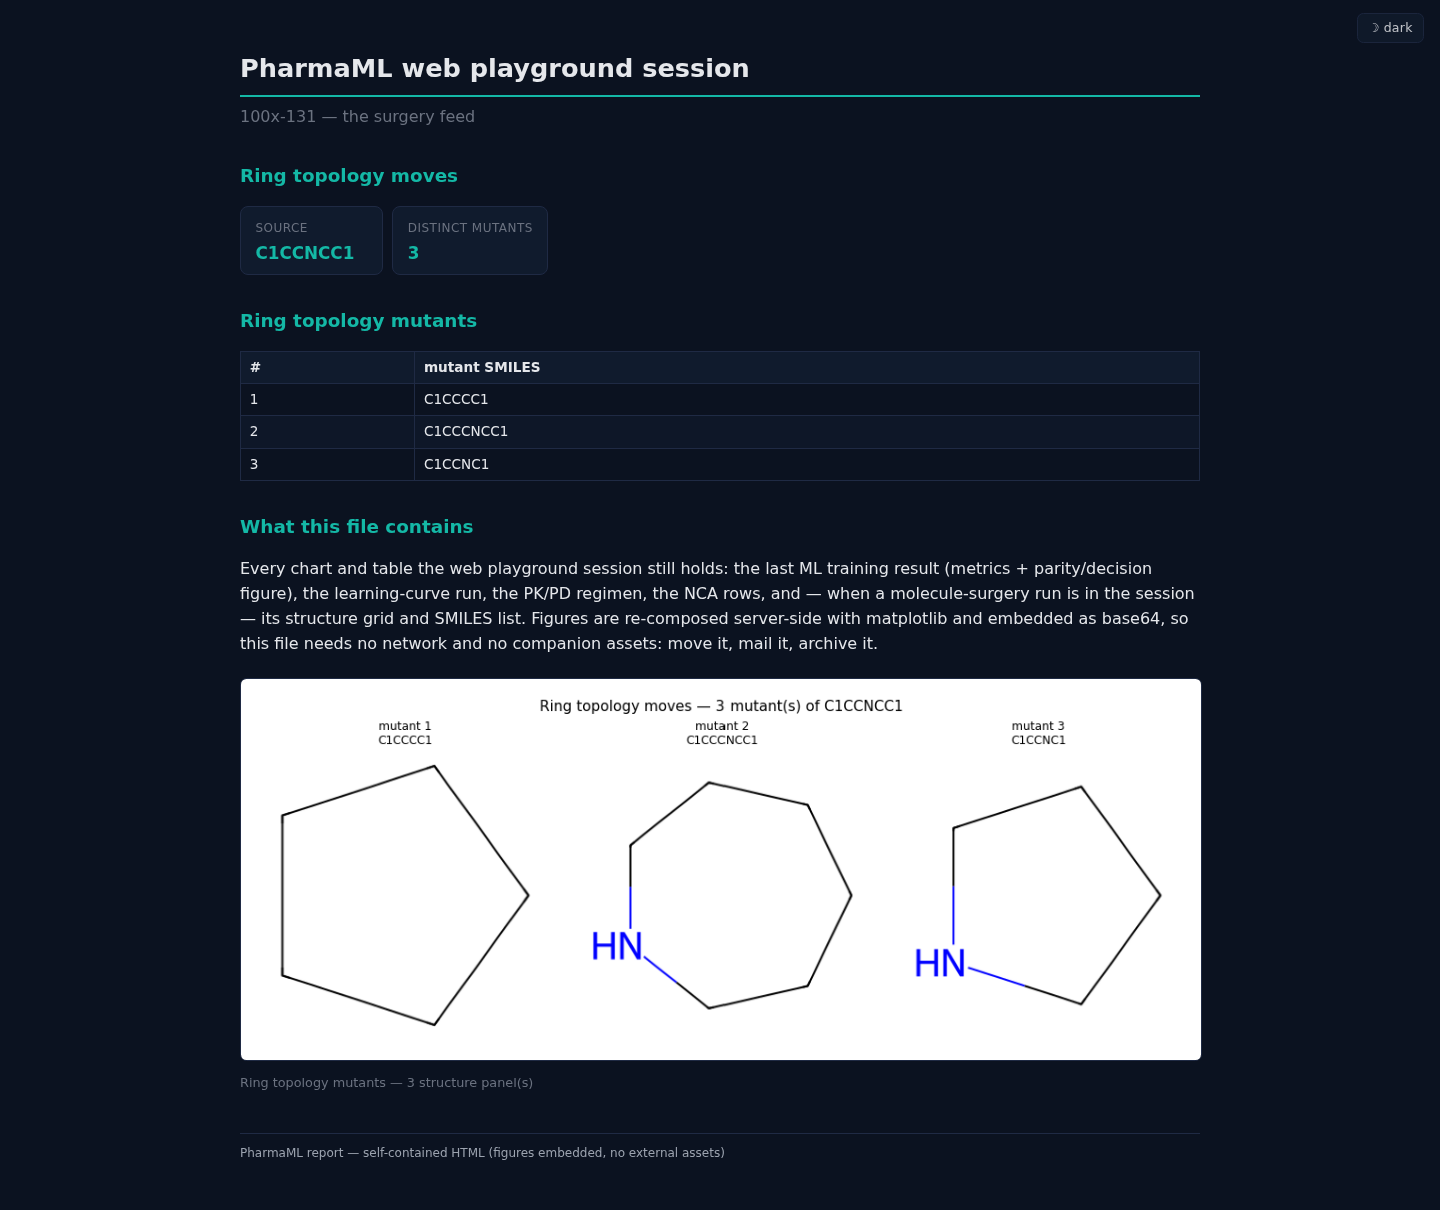 ☽ dark
PharmaML web playground session
100x-131 — the surgery feed
Ring topology moves
SOURCE
C1CCNCC1
DISTINCT MUTANTS
3
Ring topology mutants
# mutant SMILES
1 C1CCCC1
2 C1CCCNCC1
3 C1CCNC1
What this file contains
Every chart and table the web playground session still holds: the last ML training result (metrics + parity/decision
figure), the learning-curve run, the PK/PD regimen, the NCA rows, and — when a molecule-surgery run is in the session
— its structure grid and SMILES list. Figures are re-composed server-side with matplotlib and embedded as base64, so
this file needs no network and no companion assets: move it, mail it, archive it.
Ring topology moves — 3 mutant(s) of C1CCNCC1
mutant 1
C1CCCC1
mutant 2
C1CCCNCC1
mutant 3
C1CCNC1
HN
HN
Ring topology mutants — 3 structure panel(s)
PharmaML report — self-contained HTML (figures embedded, no external assets)